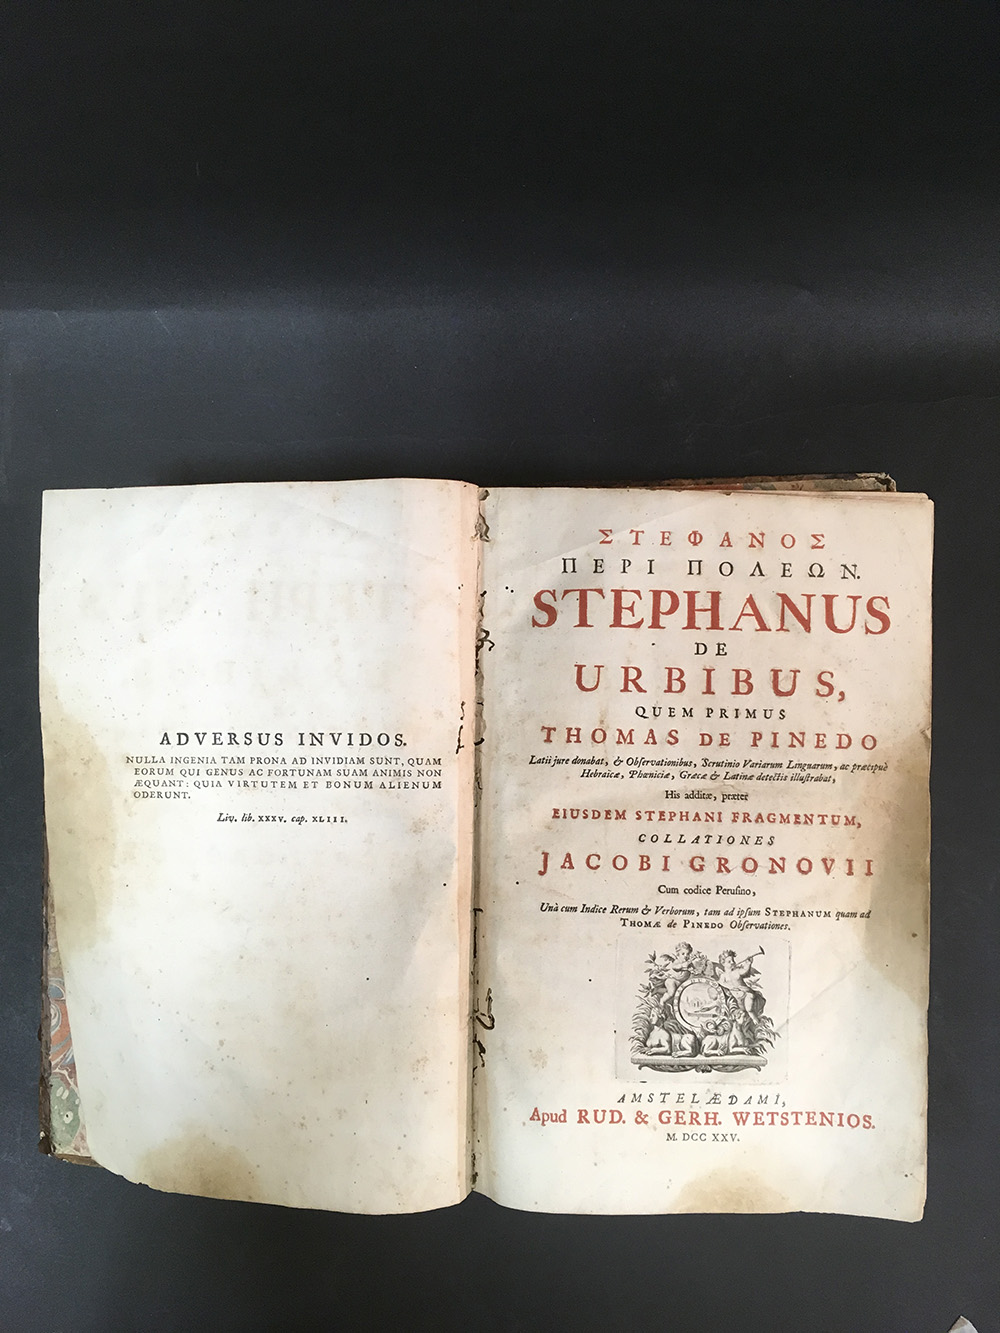 ADVERSUS INVIDOS.
NULLA INGENIA TAM PRONA AD INVIDIAM SUNT, QUAM
EORUM QUI GENUS AC FORTUNAM SUAM ANIMIS NON
ÆQUANT: QUIA VIRTUTEM ET BONUM ALIENUM
ODERUNT.
Liv. lib. XXXV. cap. XLIII.
ΣΤΕΦΑΝΟΣ
ΠΕΡΙ ΠΟΛΕΩΝ.
STEPHANUS
DE
URBIBUS,
QUEM PRIMUS
THOMAS DE PINEDO
Latii jure donabat, & Observationibus, Scrutinio Variarum Linguarum, ac præcipuè
Hebraicæ, Phœniciæ, Græcæ & Latinæ detectis illuſtrabat,
His additæ, præter
EIUSDEM STEPHANI FRAGMENTUM,
COLLATIONES
JACOBI GRONOVII
Cum codice Peruſino,
Unà cum Indice Rerum & Verborum, tam ad ipſum STEPHANUM quam ad
THOMÆ de PINEDO Obſervationes.
AMSTELÆDAMI,
Apud RUD. & GERH. WETSTENIOS.
M. DCC XXV.